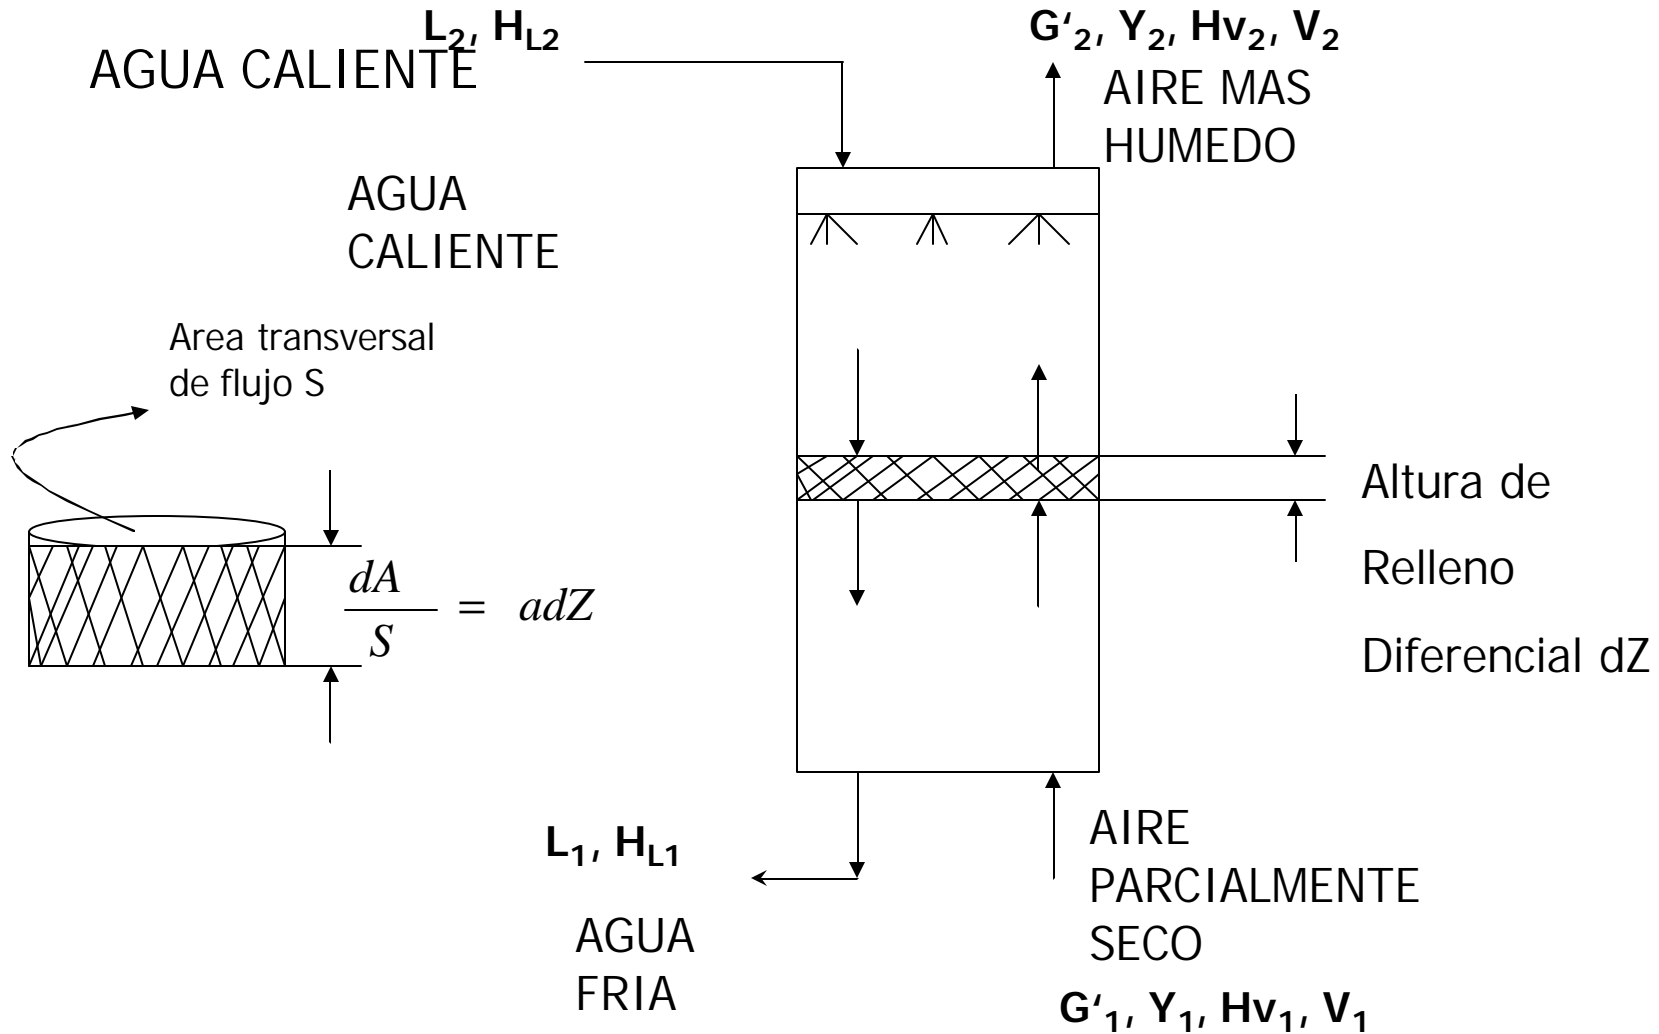 L₂, H_L2
AGUA CALIENTE
G‘₂, Y₂, Hv₂, V₂
AIRE MAS
HUMEDO
AGUA
CALIENTE
Area transversal
de flujo S
dA
S
= adZ
Altura de
Relleno
Diferencial dZ
L₁, H_L1
AGUA
FRIA
AIRE
PARCIALMENTE
SECO
G‘₁, Y₁, Hv₁, V₁